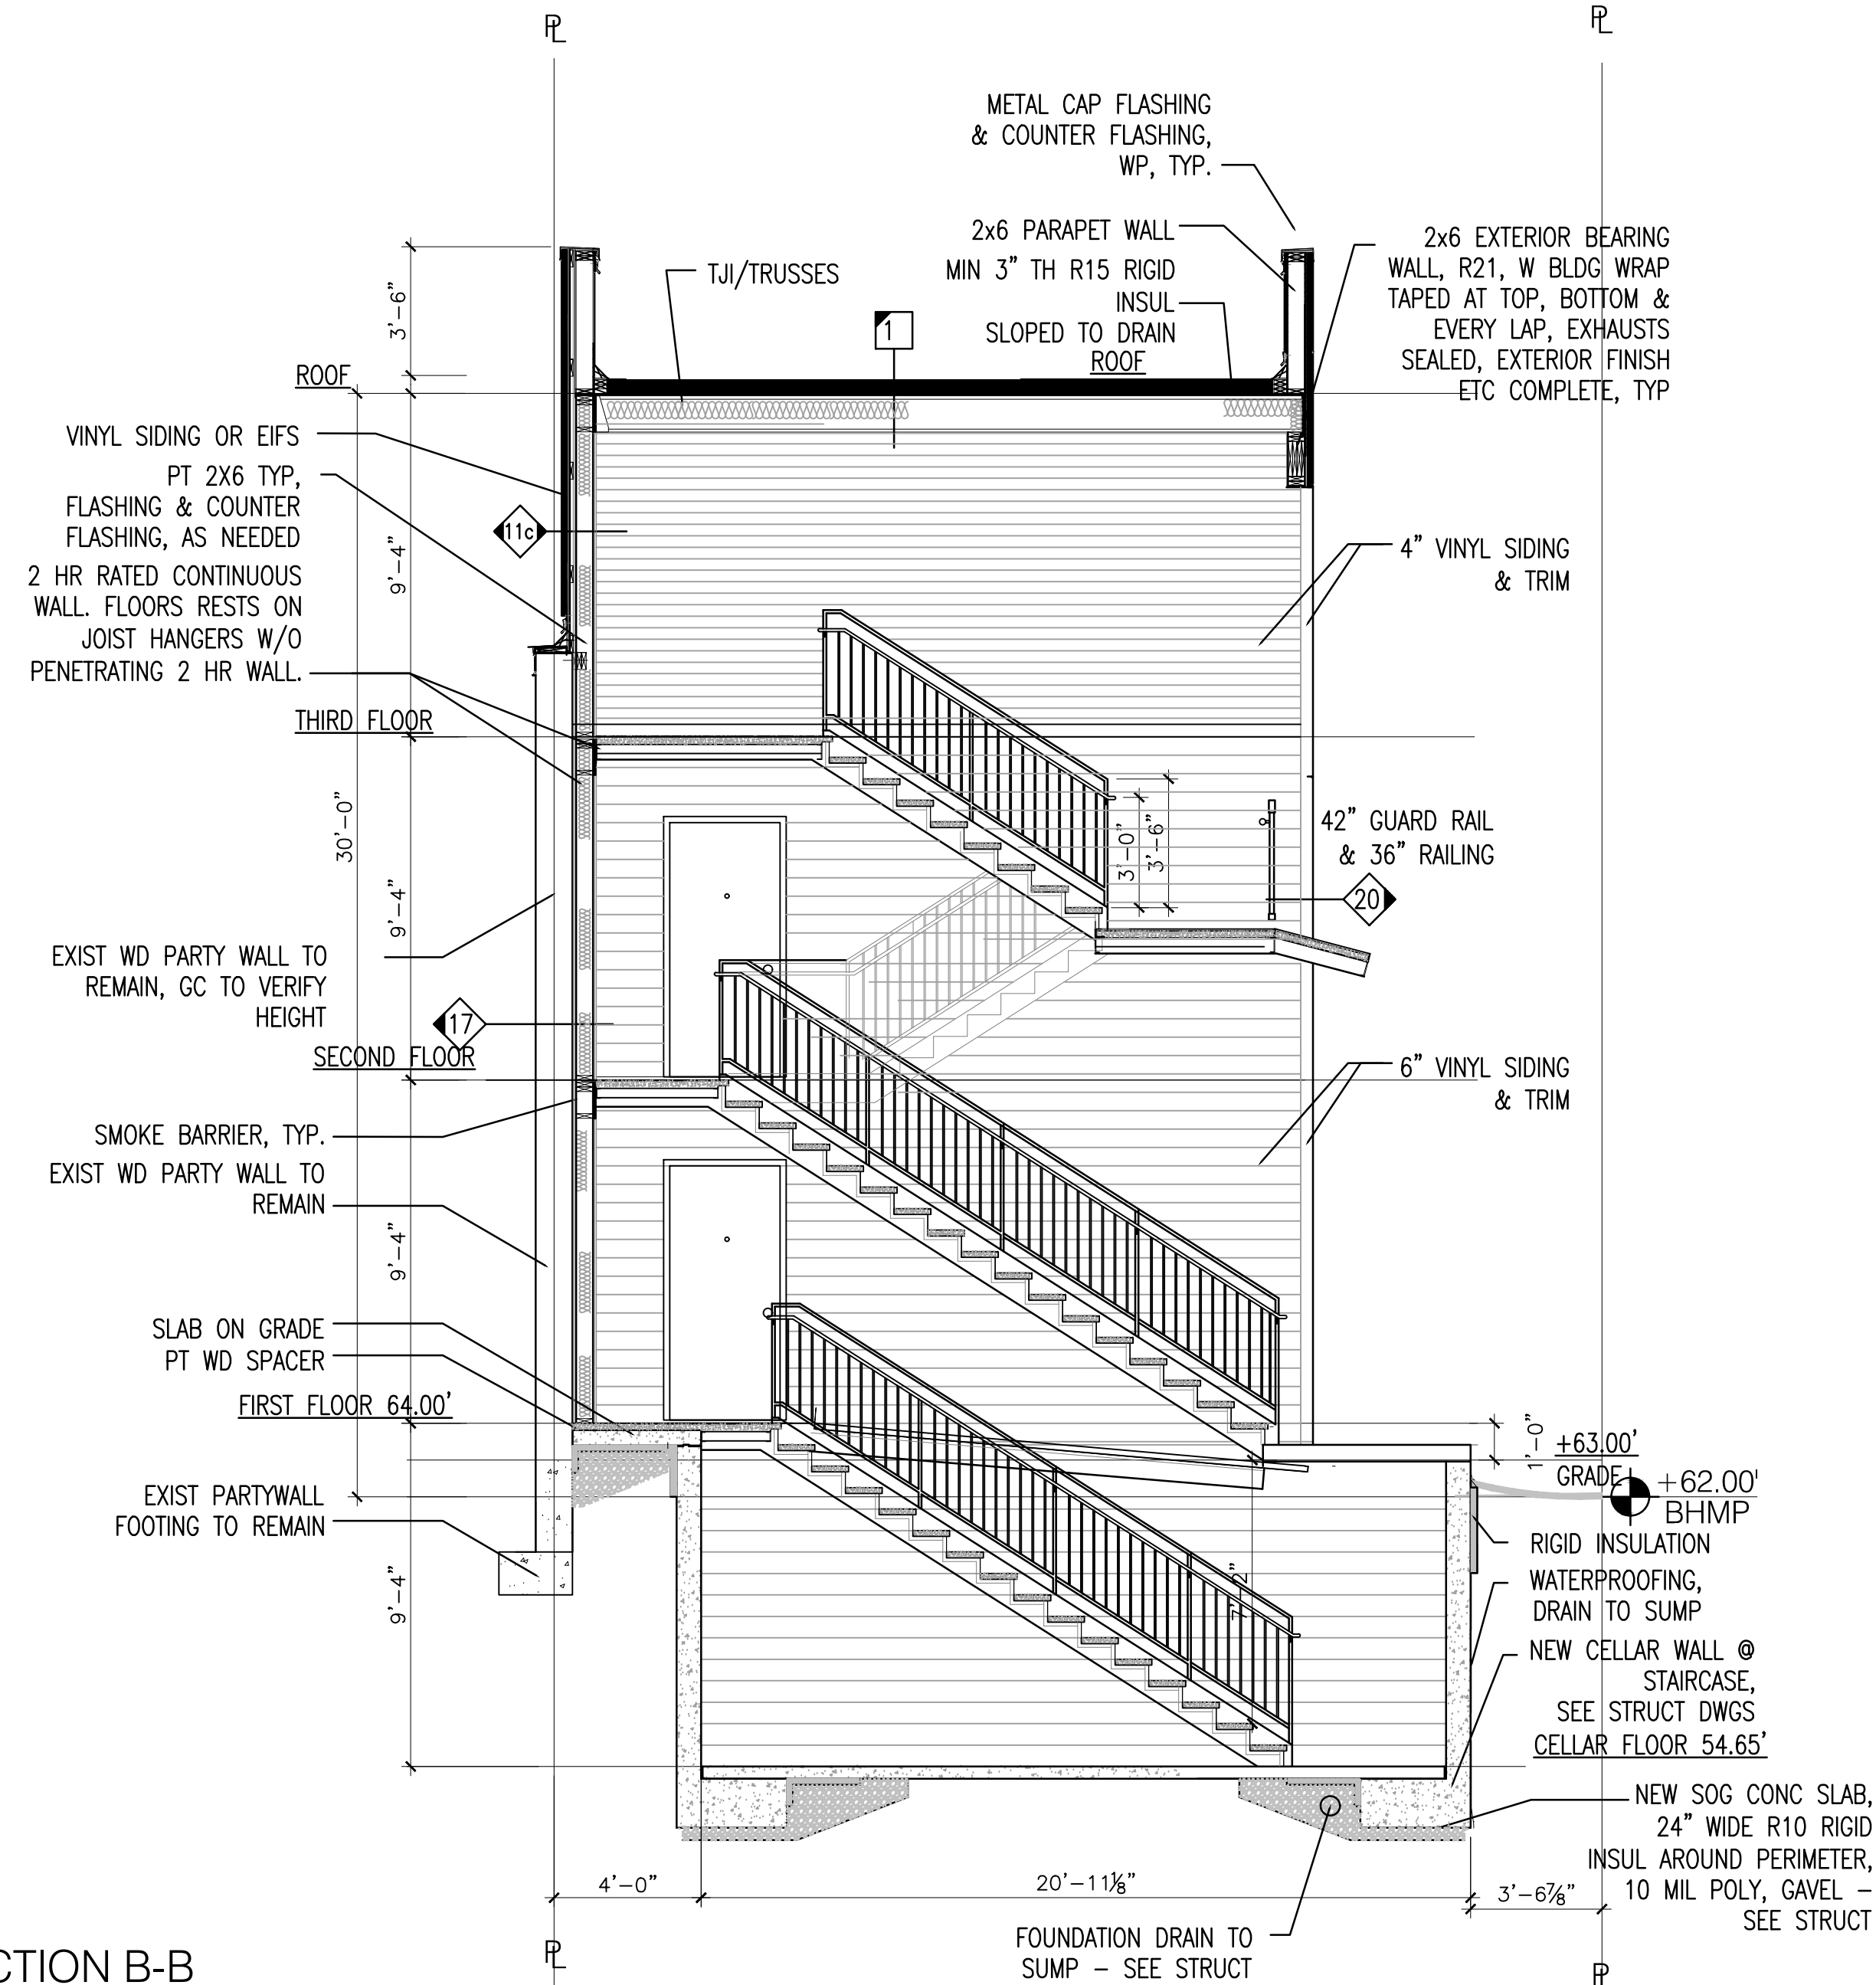 PL
PL
METAL CAP FLASHING
& COUNTER FLASHING,
WP, TYP.
2x6 PARAPET WALL
MIN 3" TH R15 RIGID
INSUL
SLOPED TO DRAIN
ROOF
2x6 EXTERIOR BEARING
WALL, R21, W BLDG WRAP
TAPED AT TOP, BOTTOM &
EVERY LAP, EXHAUSTS
SEALED, EXTERIOR FINISH
ETC COMPLETE, TYP
TJI/TRUSSES
1
3'-6"
ROOF
VINYL SIDING OR EIFS
PT 2X6 TYP,
FLASHING & COUNTER
FLASHING, AS NEEDED
2 HR RATED CONTINUOUS
WALL. FLOORS RESTS ON
JOIST HANGERS W/O
PENETRATING 2 HR WALL.
11c
9'-4"
4" VINYL SIDING
& TRIM
THIRD FLOOR
30'-0"
9'-4"
3'-0"
3'-6"
42" GUARD RAIL
& 36" RAILING
20
EXIST WD PARTY WALL TO
REMAIN, GC TO VERIFY
HEIGHT
17
SECOND FLOOR
6" VINYL SIDING
& TRIM
SMOKE BARRIER, TYP.
EXIST WD PARTY WALL TO
REMAIN
9'-4"
SLAB ON GRADE
PT WD SPACER
FIRST FLOOR 64.00'
1'-0"
+63.00'
GRADE
+62.00'
BHMP
EXIST PARTYWALL
FOOTING TO REMAIN
9'-4"
7'-2"
RIGID INSULATION
WATERPROOFING,
DRAIN TO SUMP
NEW CELLAR WALL @
STAIRCASE,
SEE STRUCT DWGS
CELLAR FLOOR 54.65'
NEW SOG CONC SLAB,
24" WIDE R10 RIGID
INSUL AROUND PERIMETER,
10 MIL POLY, GAVEL –
SEE STRUCT
4'-0"
20'-11⅛"
3'-6⅞"
FOUNDATION DRAIN TO
SUMP – SEE STRUCT
PL
P
CTION B-B